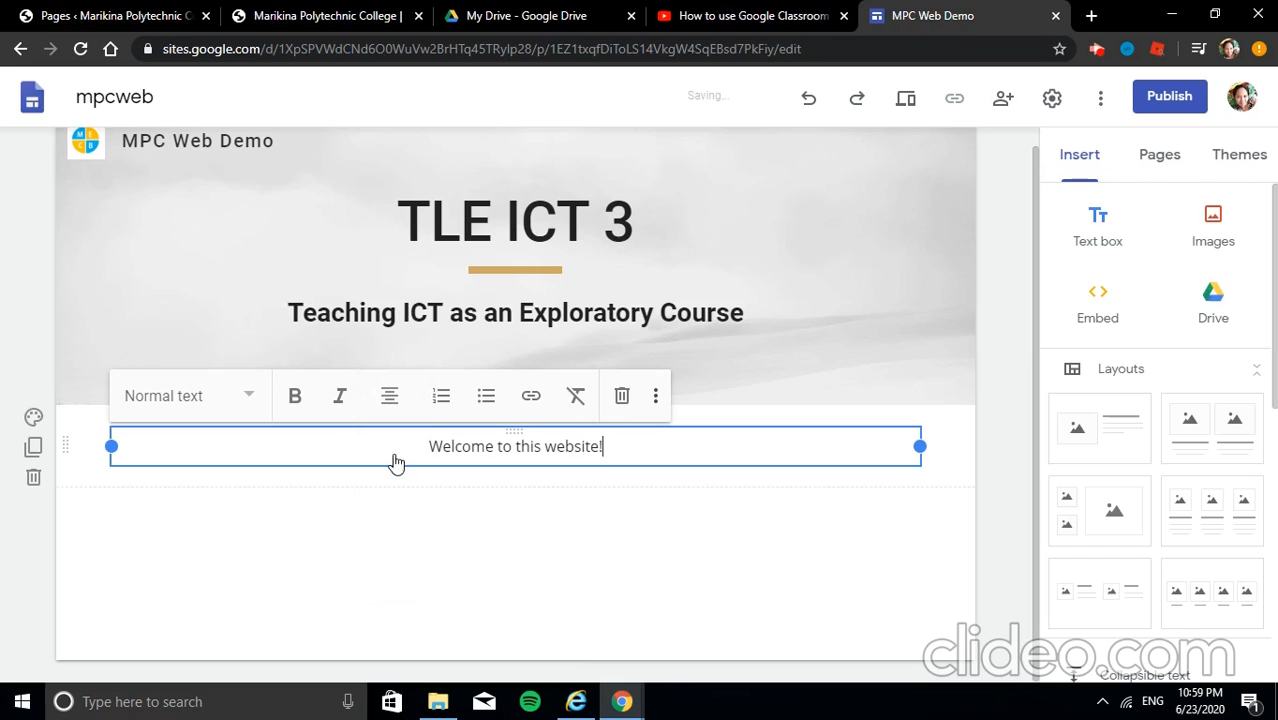 Pages ‹ Marikina Polytechnic C
Marikina Polytechnic College |
My Drive - Google Drive
How to use Google Classroom
MPC Web Demo
sites.google.com/d/1XpSPVWdCNd6O0WuVw2BrHTq45TRylp28/p/1EZ1txqfDiToLS14VkgW4SqEBsd7PkFiy/edit
mpcweb
Saving...
Publish
MPC Web Demo
TLE ICT 3
Teaching ICT as an Exploratory Course
Normal text
B
I
Welcome to this website!
Insert
Pages
Themes
Text box
Images
Embed
Drive
Layouts
Collapsible text
clideo.com
Type here to search
ENG
10:59 PM
6/23/2020